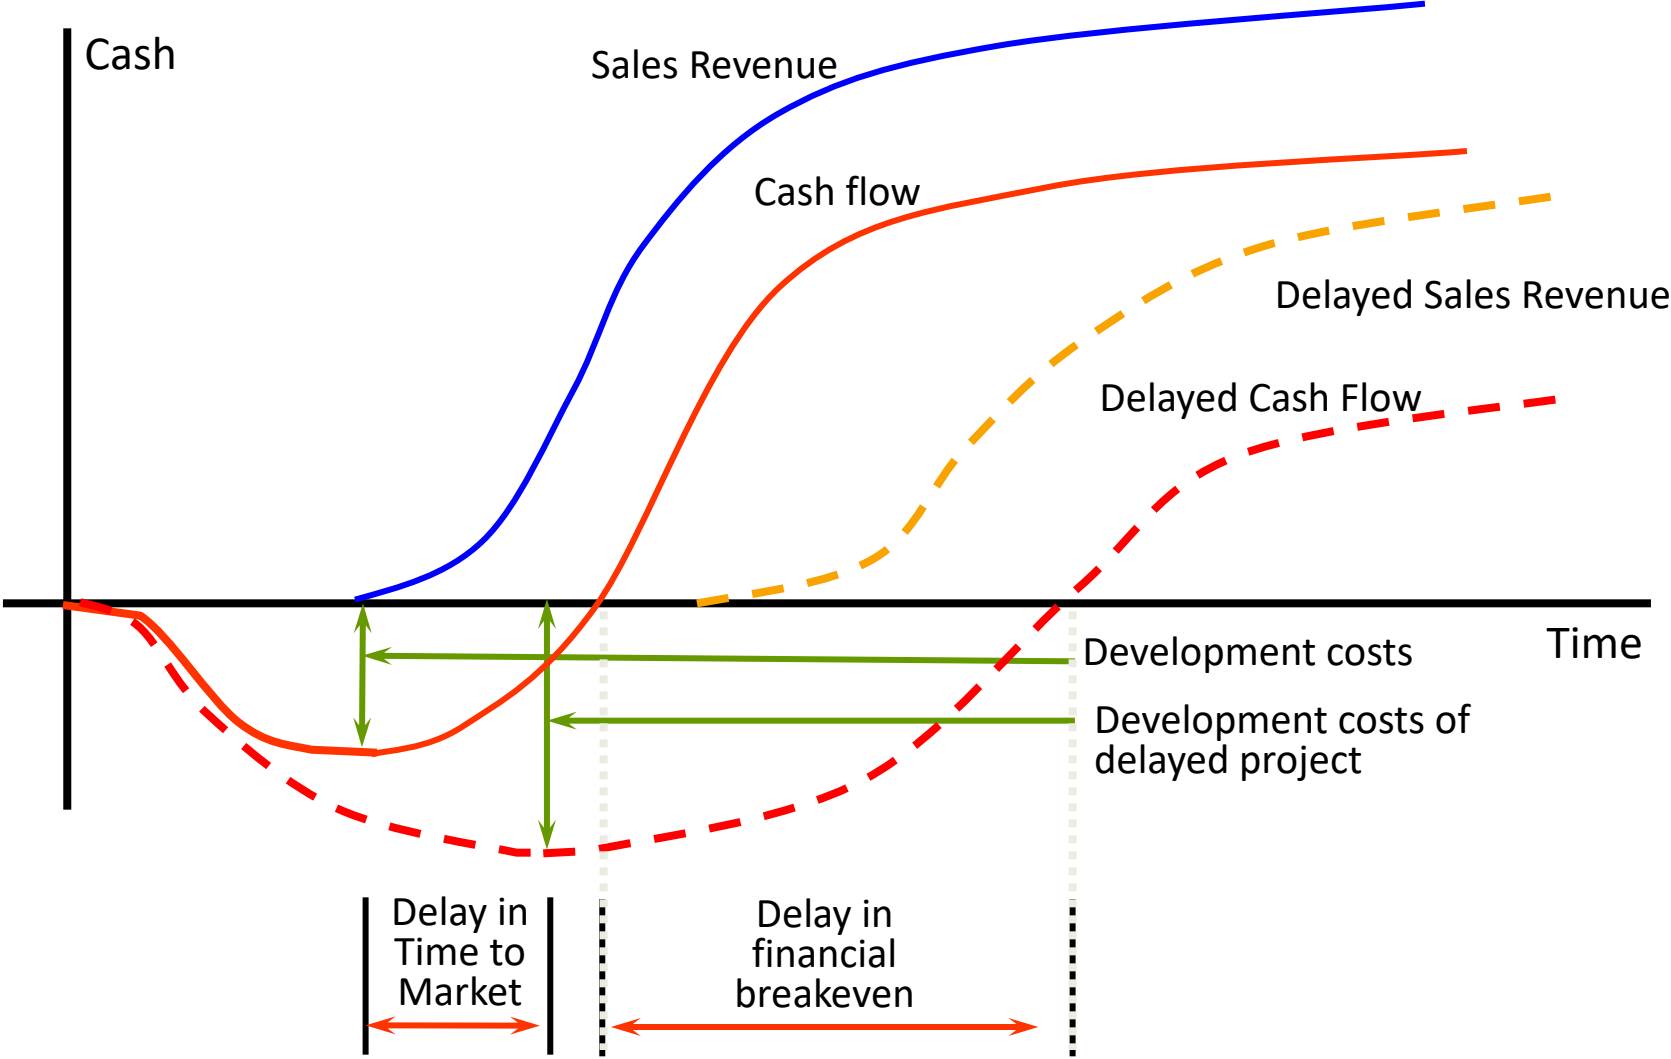 Cash
Sales Revenue
Cash flow
Delayed Sales Revenue
Delayed Cash Flow
Time
Development costs
Development costs of
delayed project
Delay in
Time to
Market
Delay in
financial
breakeven